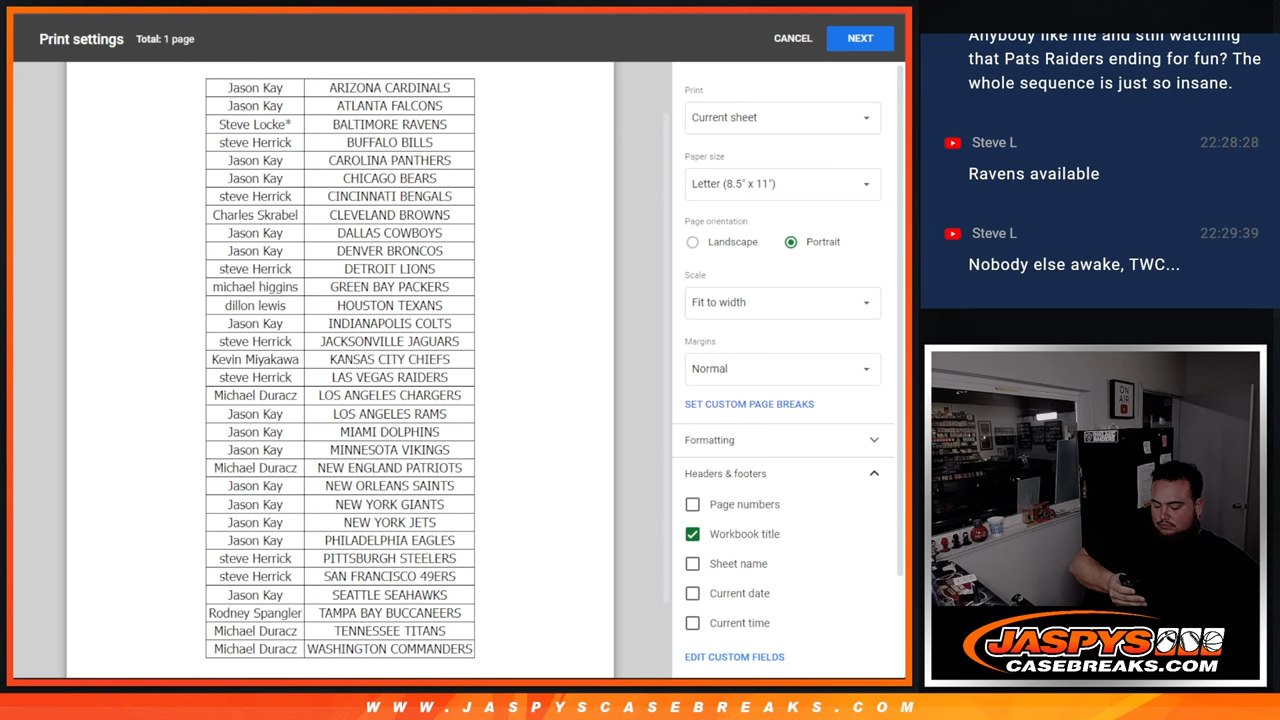 Print settings Total: 1 page CANCEL NEXT
Jason Kay ARIZONA CARDINALS
Jason Kay ATLANTA FALCONS
Steve Locke* BALTIMORE RAVENS
steve Herrick BUFFALO BILLS
Jason Kay CAROLINA PANTHERS
Jason Kay CHICAGO BEARS
steve Herrick CINCINNATI BENGALS
Charles Skrabel CLEVELAND BROWNS
Jason Kay DALLAS COWBOYS
Jason Kay DENVER BRONCOS
steve Herrick DETROIT LIONS
michael higgins GREEN BAY PACKERS
dillon lewis HOUSTON TEXANS
Jason Kay INDIANAPOLIS COLTS
steve Herrick JACKSONVILLE JAGUARS
Kevin Miyakawa KANSAS CITY CHIEFS
steve Herrick LAS VEGAS RAIDERS
Michael Duracz LOS ANGELES CHARGERS
Jason Kay LOS ANGELES RAMS
Jason Kay MIAMI DOLPHINS
Jason Kay MINNESOTA VIKINGS
Michael Duracz NEW ENGLAND PATRIOTS
Jason Kay NEW ORLEANS SAINTS
Jason Kay NEW YORK GIANTS
Jason Kay NEW YORK JETS
Jason Kay PHILADELPHIA EAGLES
steve Herrick PITTSBURGH STEELERS
steve Herrick SAN FRANCISCO 49ERS
Jason Kay SEATTLE SEAHAWKS
Rodney Spangler TAMPA BAY BUCCANEERS
Michael Duracz TENNESSEE TITANS
Michael Duracz WASHINGTON COMMANDERS
Print
Current sheet
Paper size
Letter (8.5" x 11")
Page orientation
Landscape Portrait
Scale
Fit to width
Margins
Normal
SET CUSTOM PAGE BREAKS
Formatting
Headers & footers
Page numbers
Workbook title
Sheet name
Current date
Current time
EDIT CUSTOM FIELDS
Anybody like me and still watching
that Pats Raiders ending for fun? The
whole sequence is just so insane.
Steve L 22:28:28
Ravens available
Steve L 22:29:39
Nobody else awake, TWC...
ON
AIR
JASPYS
CASEBREAKS.COM
WWW.JASPYSCASEBREAKS.COM